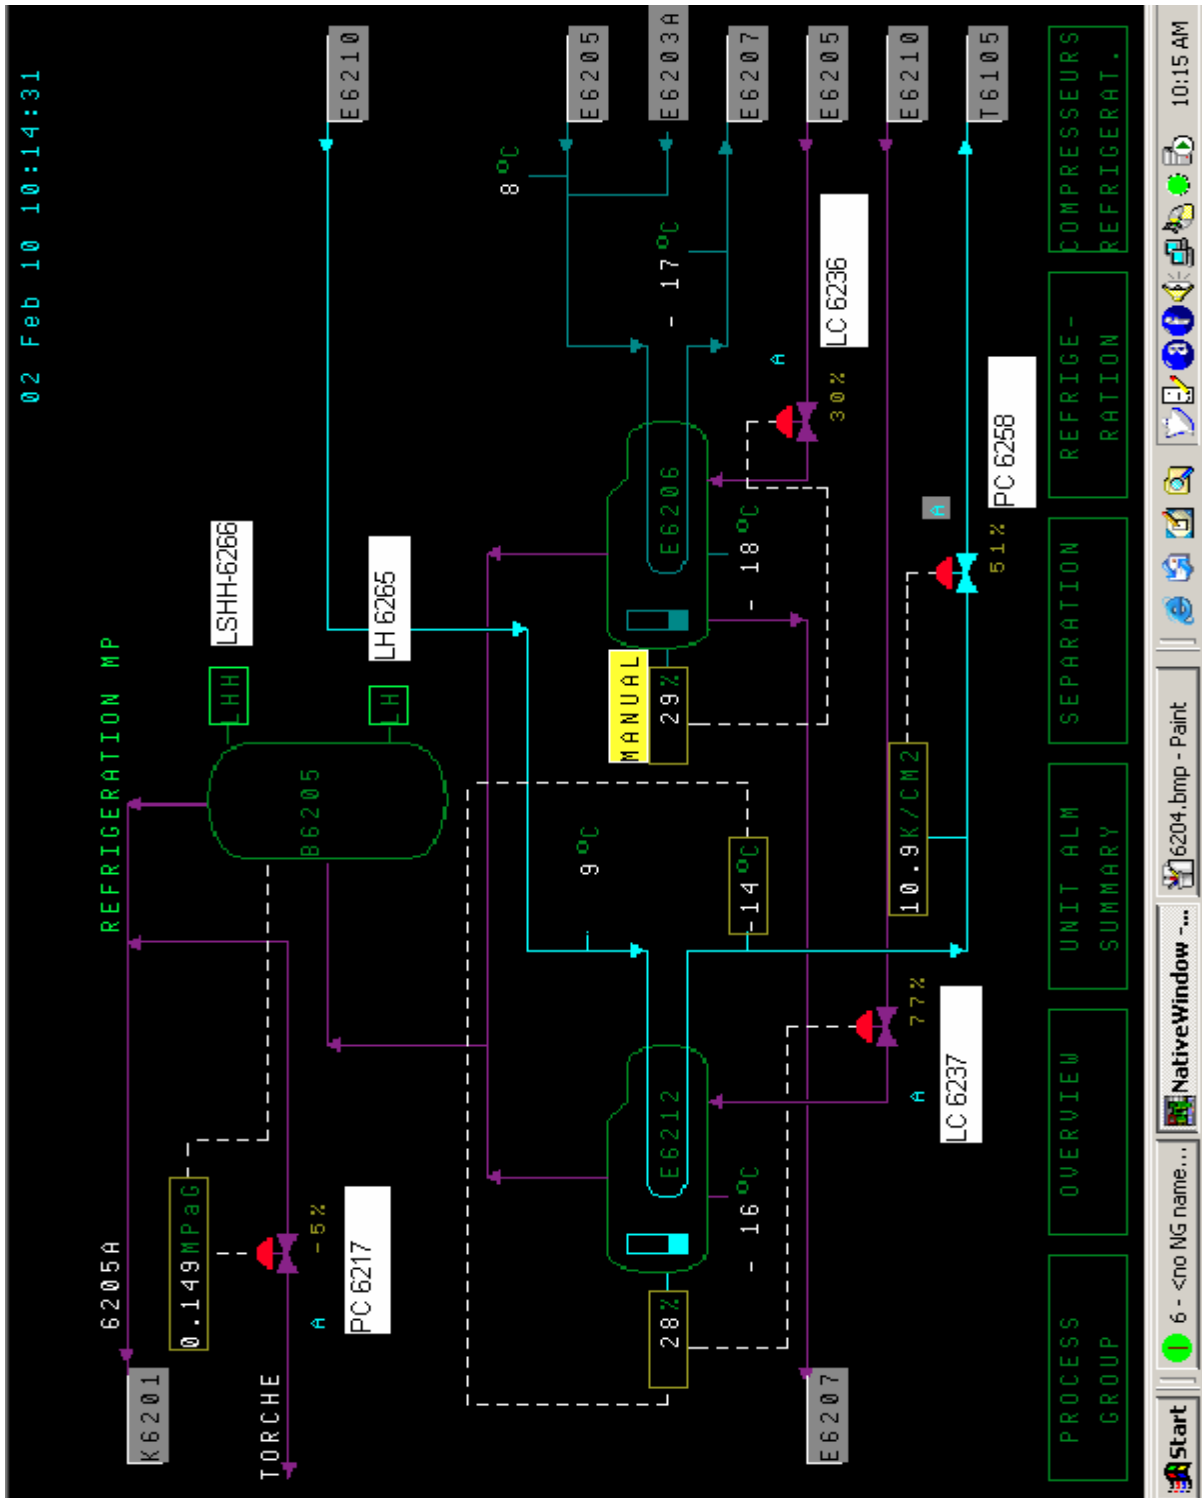 02 Feb 10 10:14:31
REFRIGERATION MP
6205A
K6201
0.149MPaG
-5%
A
PC 6217
TORCHE
B6205
LHH
LSHH-6266
LH
LH 6265
E6210
8 °C
E6205
E6203A
E6207
- 17 °C
9 °C
MANUAL
28%
E6212
29%
E6206
- 16 °C
-14 °C
- 18 °C
A
30%
LC 6236
E6205
E6207
E6210
A
77%
LC 6237
10.9K/CM2
A
51%
PC 6258
T6105
PROCESS
GROUP
OVERVIEW
UNIT ALM
SUMMARY
SEPARATION
REFRIGE-
RATION
COMPRESSEURS
REFRIGERAT.
Start
6 - <no NG name...
NativeWindow -...
6204.bmp - Paint
10:15 AM